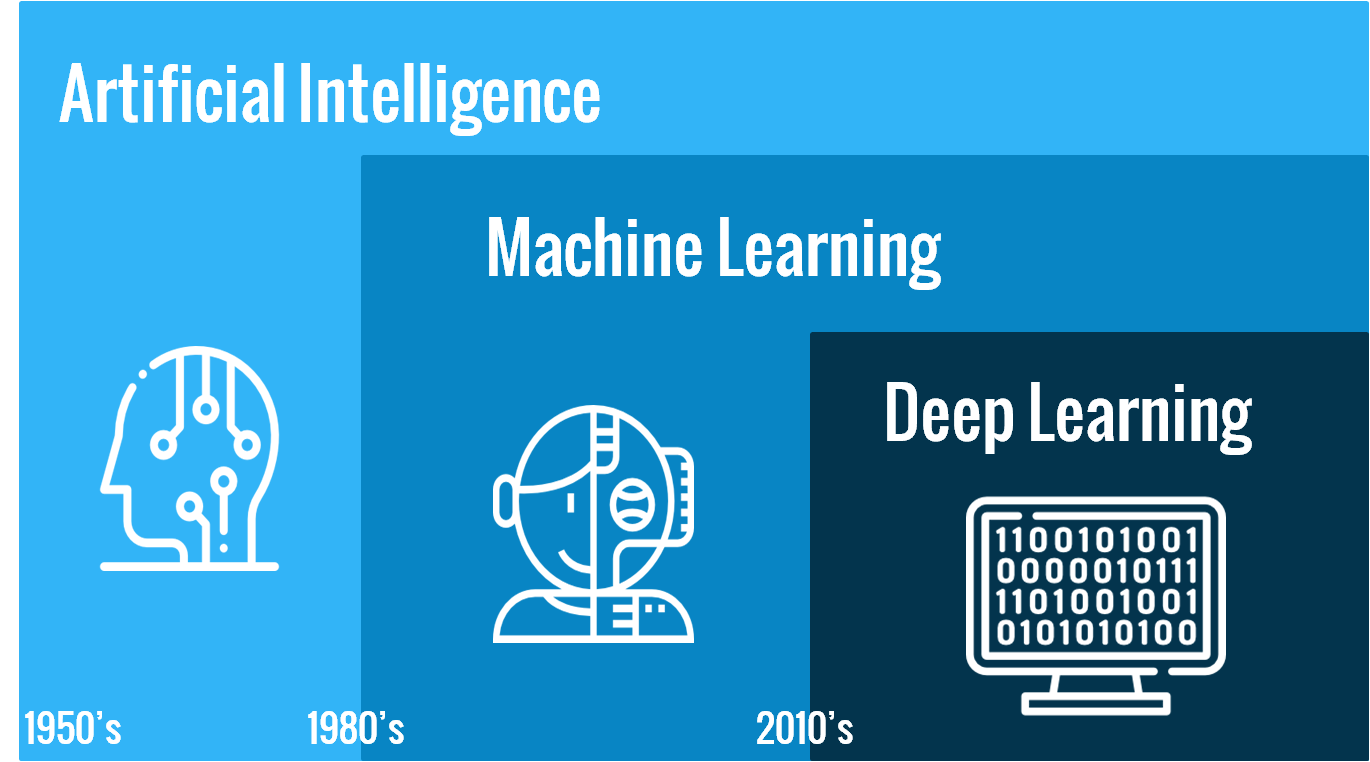 Artificial Intelligence
Machine Learning
Deep Learning
1100101001
0000010111
1101001001
0101010100
1950's
1980's
2010's